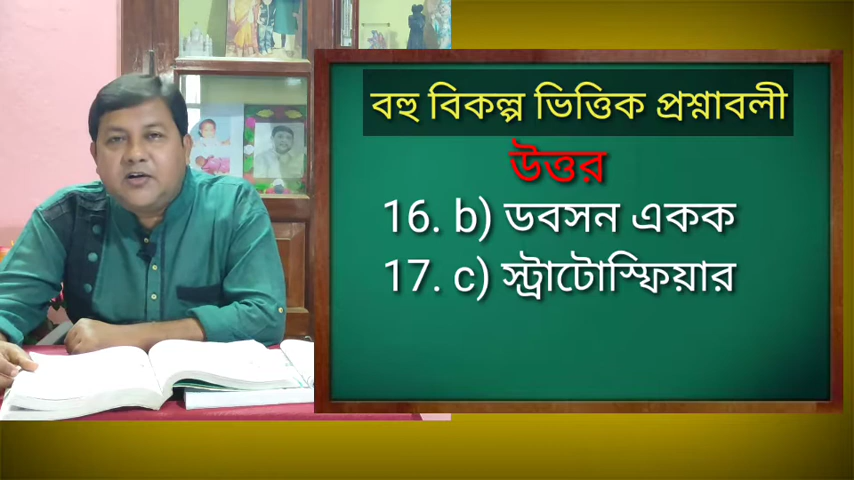 বহু বিকল্প ভিত্তিক প্রশ্নাবলী
উত্তর
16. b) ডবসন একক
17. c) স্ট্রাটোস্ফিয়ার